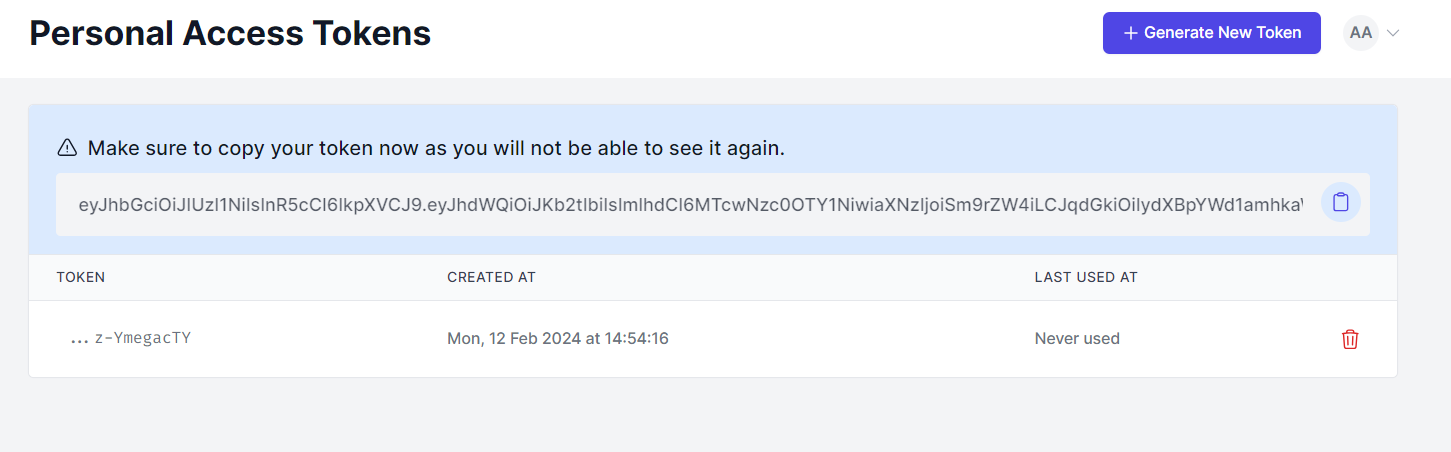 Personal Access Tokens
+ Generate New Token
AA
Make sure to copy your token now as you will not be able to see it again.
eyJhbGciOiJIUzI1NiIsInR5cCI6IkpXVCJ9.eyJhdWQiOiJKb2tlbiIsImlhdCI6MTcwNzc0OTY1NiwiaXNzIjoiSm9rZW4iLCJqdGkiOiIydXBpYWd1amhka
TOKEN
CREATED AT
LAST USED AT
... z-YmegacTY
Mon, 12 Feb 2024 at 14:54:16
Never used